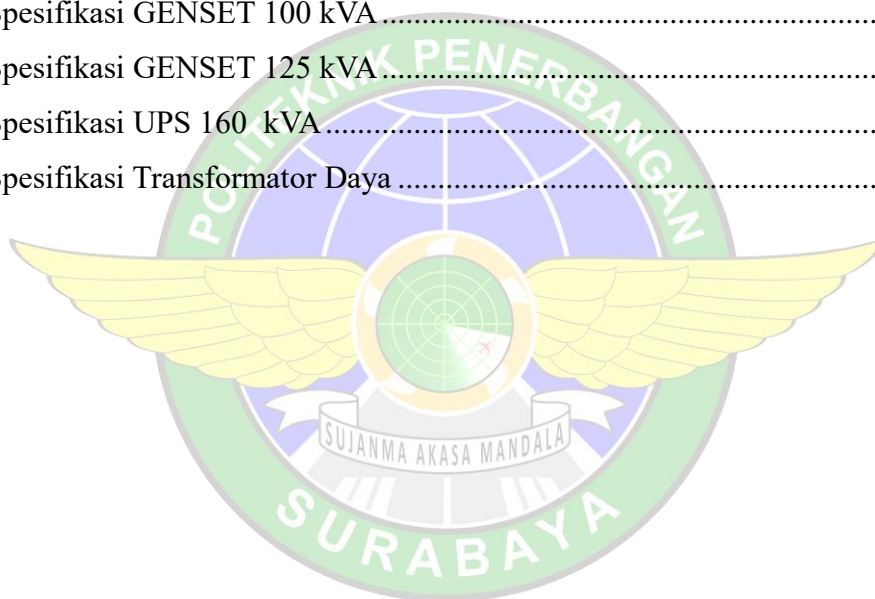 pesifikasi GENSET 100 kVA
pesifikasi GENSET 125 kVA
pesifikasi UPS 160 kVA
pesifikasi Transformator Daya
POLITEKNIK PENERBANGAN
SUJANMA AKASA MANDALA
SURABAYA